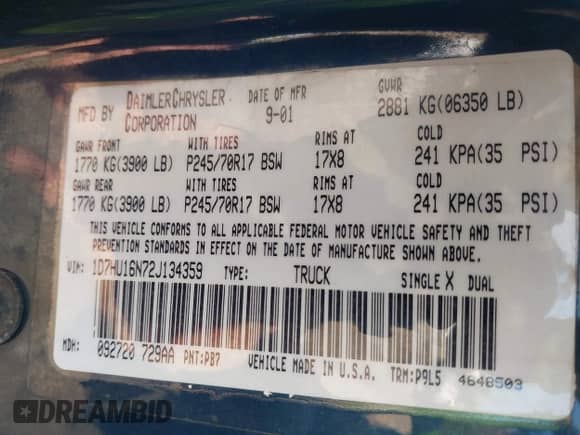 MFD BY DAIMLERCHRYSLER CORPORATION DATE OF MFR 9-01 GVWR 2881 KG(06350 LB)
GAWR FRONT WITH TIRES RIMS AT COLD
1770 KG(3900 LB) P245/70R17 BSW 17X8 241 KPA(35 PSI)
GAWR REAR WITH TIRES RIMS AT COLD
1770 KG(3900 LB) P245/70R17 BSW 17X8 241 KPA(35 PSI)
THIS VEHICLE CONFORMS TO ALL APPLICABLE FEDERAL MOTOR VEHICLE SAFETY AND THEFT
PREVENTION STANDARDS IN EFFECT ON THE DATE OF MANUFACTURE SHOWN ABOVE.
VIN: 1D7HU16N72J134359 TYPE: TRUCK SINGLE X DUAL
MDH: 092720 729AA PNT:PB7 VEHICLE MADE IN U.S.A. TRM:P9L5 4648503
DREAMBID